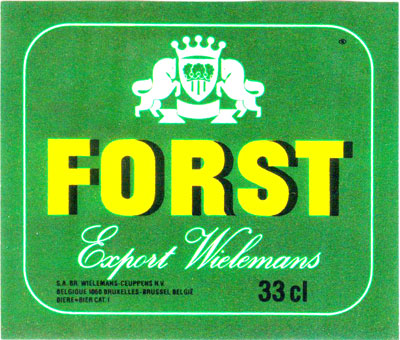 ®
FORST
Export Wielemans
S.A. BR. WIELEMANS-CEUPPENS N.V.
BELGIQUE 1060 BRUXELLES-BRUSSEL BELGIË
BIERE-BIER CAT. I
33 cl